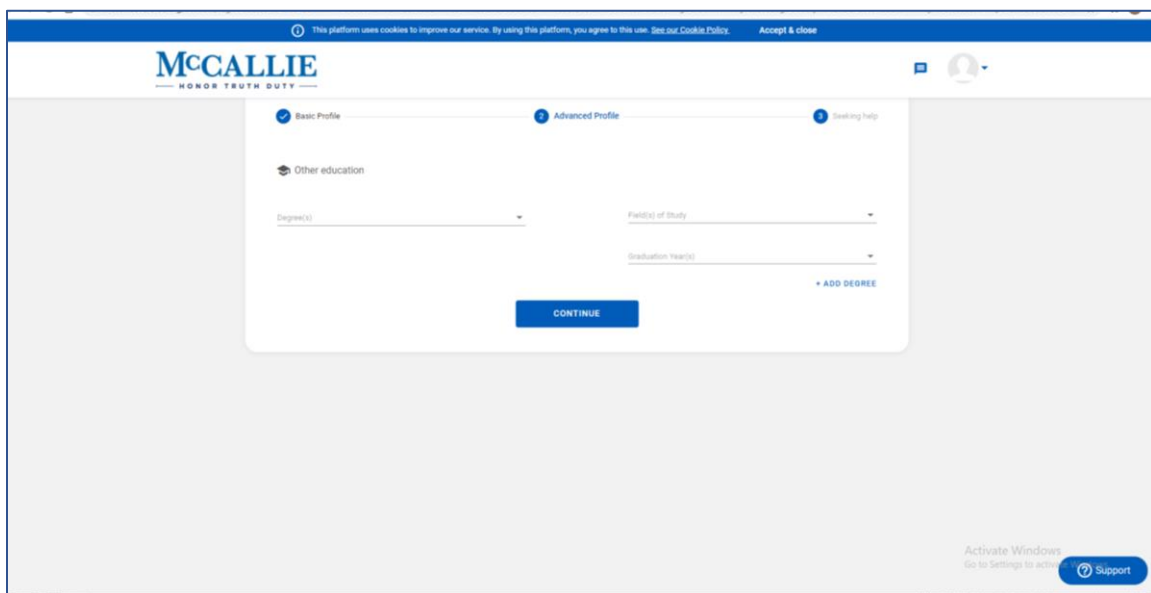 This platform uses cookies to improve our service. By using this platform, you agree to this use. See our Cookie Policy. Accept & close
MCCALLIE
HONOR TRUTH DUTY
Basic Profile 2 Advanced Profile 3 Seeking help
Other education
Degree(s) Field(s) of Study
Graduation Year(s)
+ ADD DEGREE
CONTINUE
Activate Windows
Go to Settings to activate
Support